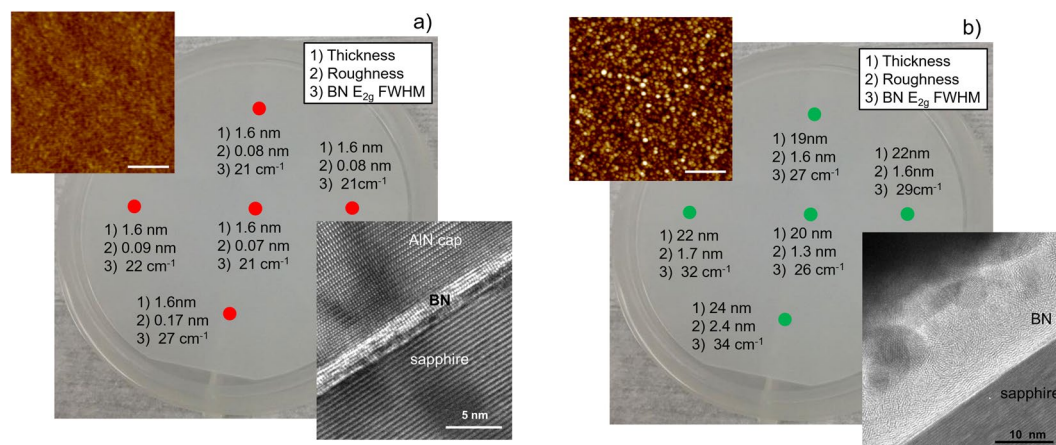 a)
1) Thickness
2) Roughness
3) BN E2g FWHM
1) 1.6 nm
2) 0.08 nm
3) 21 cm-1
1) 1.6 nm
2) 0.08 nm
3) 21cm-1
1) 1.6 nm
2) 0.09 nm
3) 22 cm-1
1) 1.6 nm
2) 0.07 nm
3) 21 cm-1
1) 1.6nm
2) 0.17 nm
3) 27 cm-1
AlN cap
BN
sapphire
5 nm
b)
1) Thickness
2) Roughness
3) BN E2g FWHM
1) 19nm
2) 1.6 nm
3) 27 cm-1
1) 22nm
2) 1.6nm
3) 29cm-1
1) 22 nm
2) 1.7 nm
3) 32 cm-1
1) 20 nm
2) 1.3 nm
3) 26 cm-1
1) 24 nm
2) 2.4 nm
3) 34 cm-1
BN
sapphire
10 nm